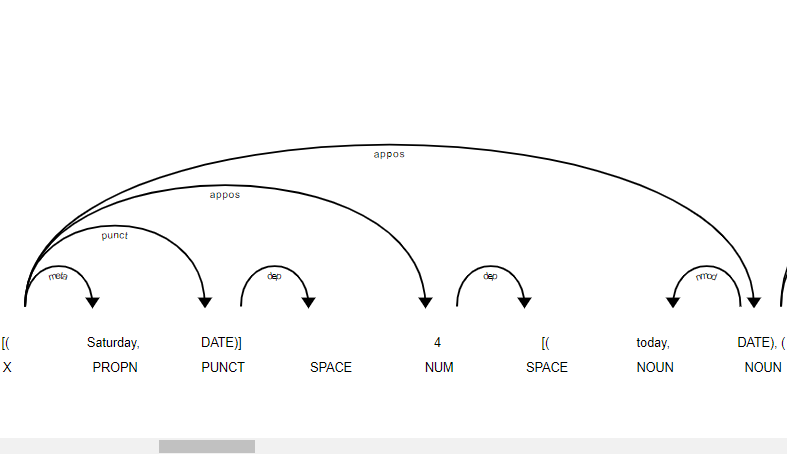 appos
appos
punct
meta dep dep nmod
[( Saturday, DATE)] 4 [( today, DATE), (
X PROPN PUNCT SPACE NUM SPACE NOUN NOUN